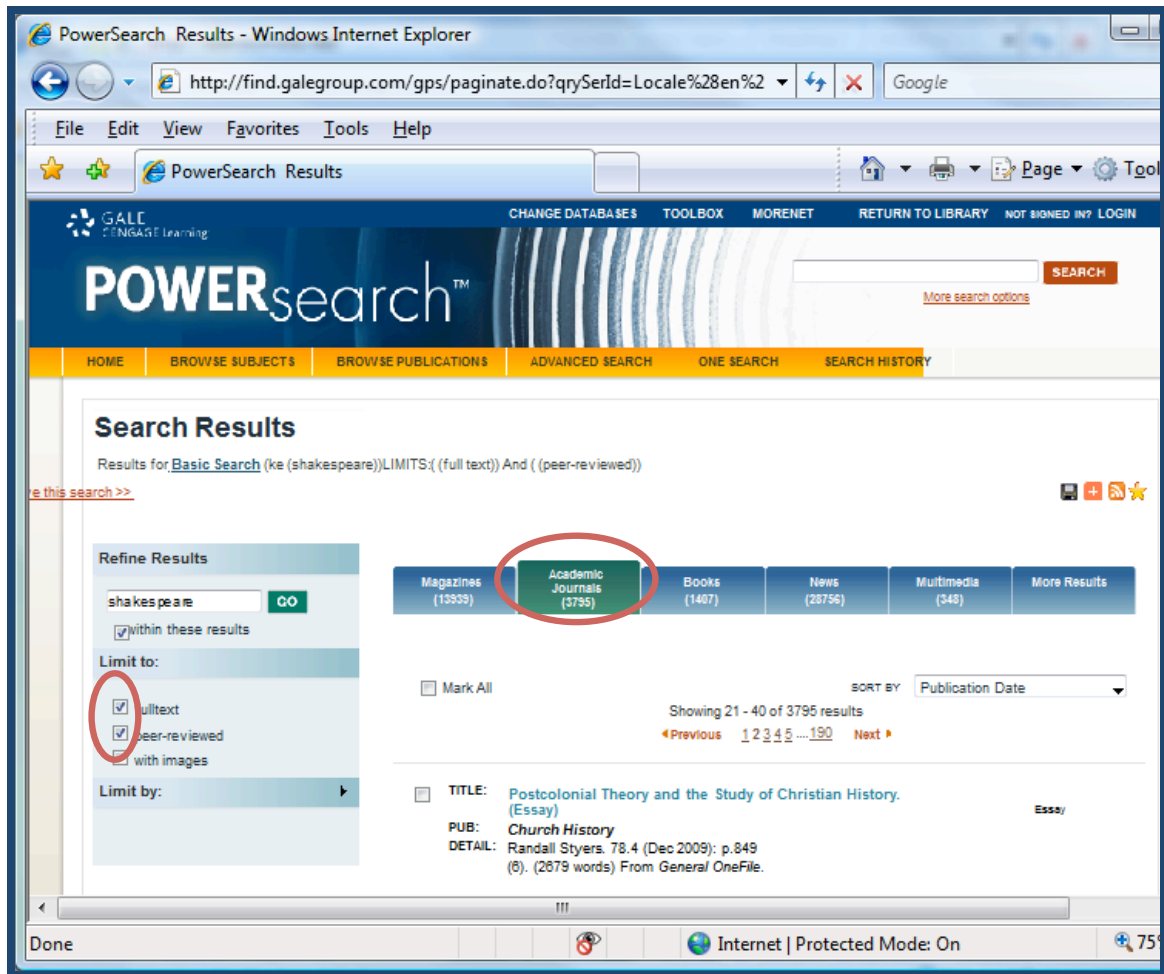 PowerSearch Results - Windows Internet Explorer
http://find.galegroup.com/gps/paginate.do?qrySerId=Locale%28en%2
Google
File Edit View Favorites Tools Help
PowerSearch Results
Page Tool
GALE
CENGAGE Learning
CHANGE DATABASES TOOLBOX MORENET RETURN TO LIBRARY NOT SIGNED IN? LOGIN
POWERsearch™
SEARCH
More search options
HOME BROWSE SUBJECTS BROWSE PUBLICATIONS ADVANCED SEARCH ONE SEARCH SEARCH HISTORY
Search Results
Results for Basic Search (ke (shakespeare))LIMITS:( (full text)) And ( (peer-reviewed))
ve this search >>
Refine Results
shakespeare GO
within these results
Limit to:
ulltext
peer-reviewed
with images
Limit by:
Magazines (13939)
Academic Journals (3795)
Books (1407)
News (28756)
Multimedia (348)
More Results
Mark All
SORT BY Publication Date
Showing 21 - 40 of 3795 results
Previous 1 2 3 4 5 .... 190 Next
TITLE: Postcolonial Theory and the Study of Christian History.
(Essay)
Essay
PUB: Church History
DETAIL: Randall Styers. 78.4 (Dec 2009): p.849
(6). (2679 words) From General OneFile.
Done
Internet | Protected Mode: On
75%